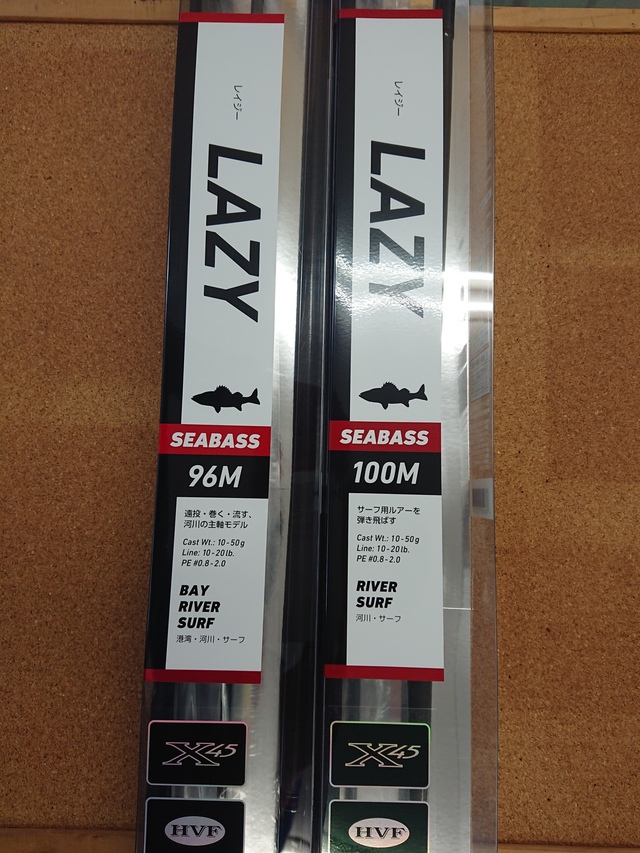 レイジー
LAZY
SEABASS
96M
遠投・巻く・流す、
河川の主軸モデル
Cast Wt.: 10-50g
Line: 10-20lb.
PE #0.8-2.0
BAY
RIVER
SURF
港湾・河川・サーフ
X45
HVF
レイジー
LAZY
SEABASS
100M
サーフ用ルアーを
弾き飛ばす
Cast Wt.: 10-50g
Line: 10-20lb.
PE #0.8-2.0
RIVER
SURF
河川・サーフ
X45
HVF